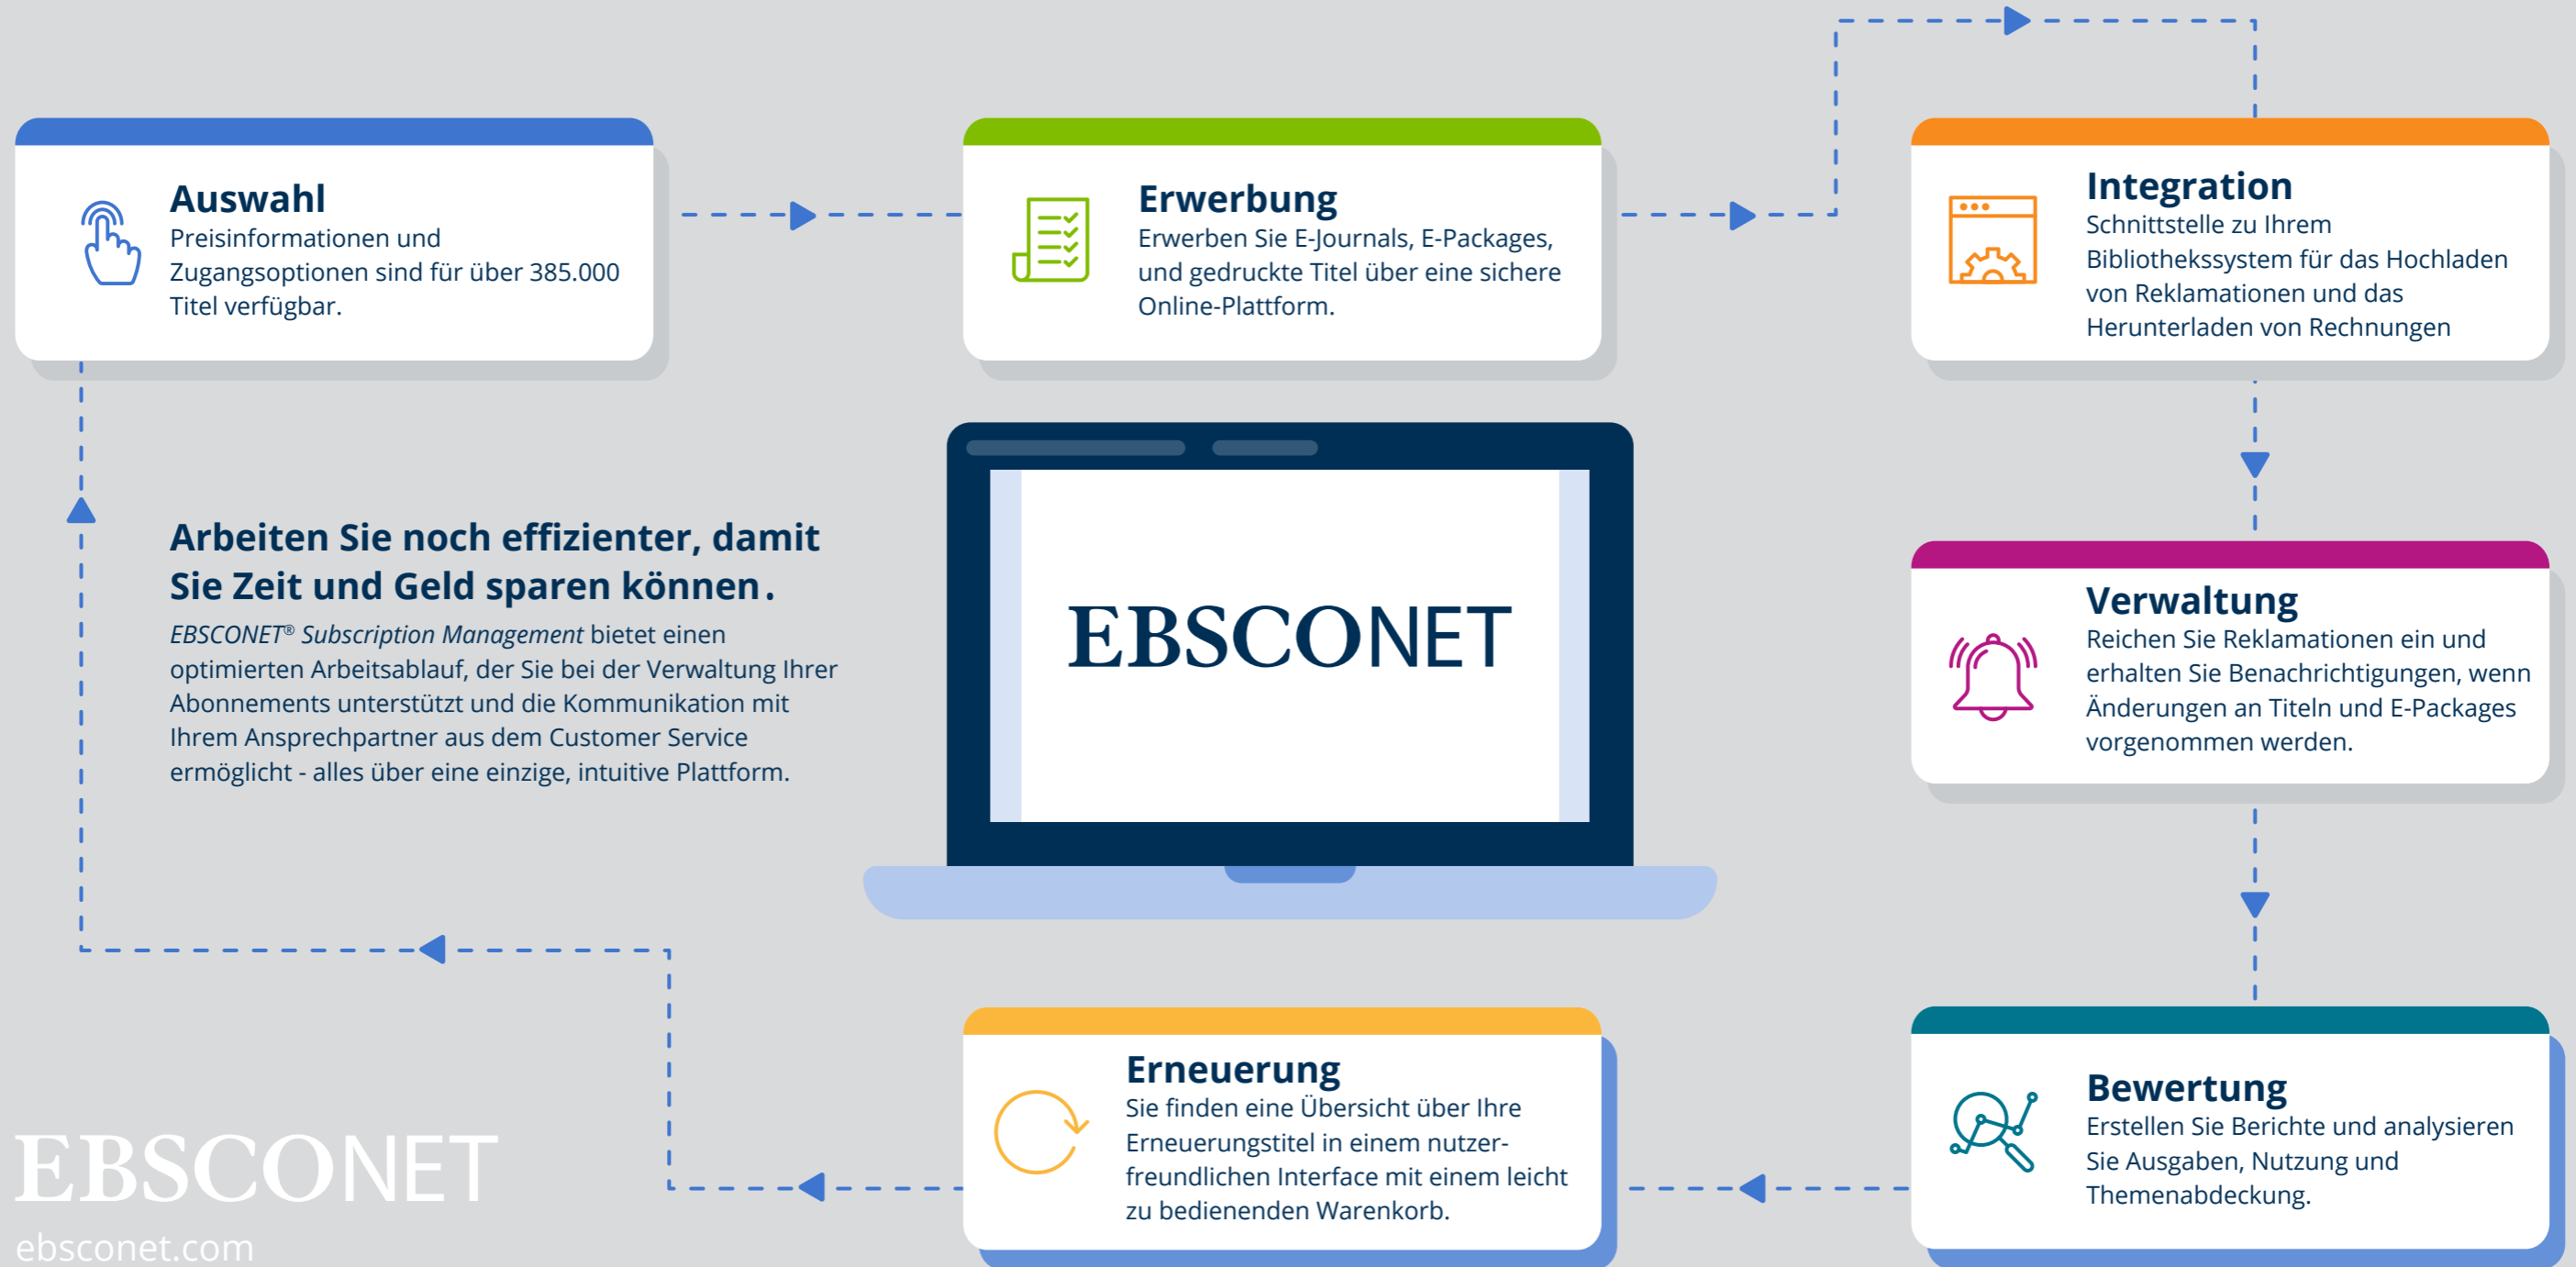 Auswahl
Preisinformationen und
Zugangsoptionen sind für über 385.000
Titel verfügbar.
Erwerbung
Erwerben Sie E-Journals, E-Packages,
und gedruckte Titel über eine sichere
Online-Plattform.
Integration
Schnittstelle zu Ihrem
Bibliothekssystem für das Hochladen
von Reklamationen und das
Herunterladen von Rechnungen
Arbeiten Sie noch effizienter, damit
Sie Zeit und Geld sparen können.
EBSCONET® Subscription Management bietet einen
optimierten Arbeitsablauf, der Sie bei der Verwaltung Ihrer
Abonnements unterstützt und die Kommunikation mit
Ihrem Ansprechpartner aus dem Customer Service
ermöglicht - alles über eine einzige, intuitive Plattform.
EBSCONET
Verwaltung
Reichen Sie Reklamationen ein und
erhalten Sie Benachrichtigungen, wenn
Änderungen an Titeln und E-Packages
vorgenommen werden.
Bewertung
Erstellen Sie Berichte und analysieren
Sie Ausgaben, Nutzung und
Themenabdeckung.
Erneuerung
Sie finden eine Übersicht über Ihre
Erneuerungstitel in einem nutzer-
freundlichen Interface mit einem leicht
zu bedienenden Warenkorb.
EBSCONET
ebsconet.com